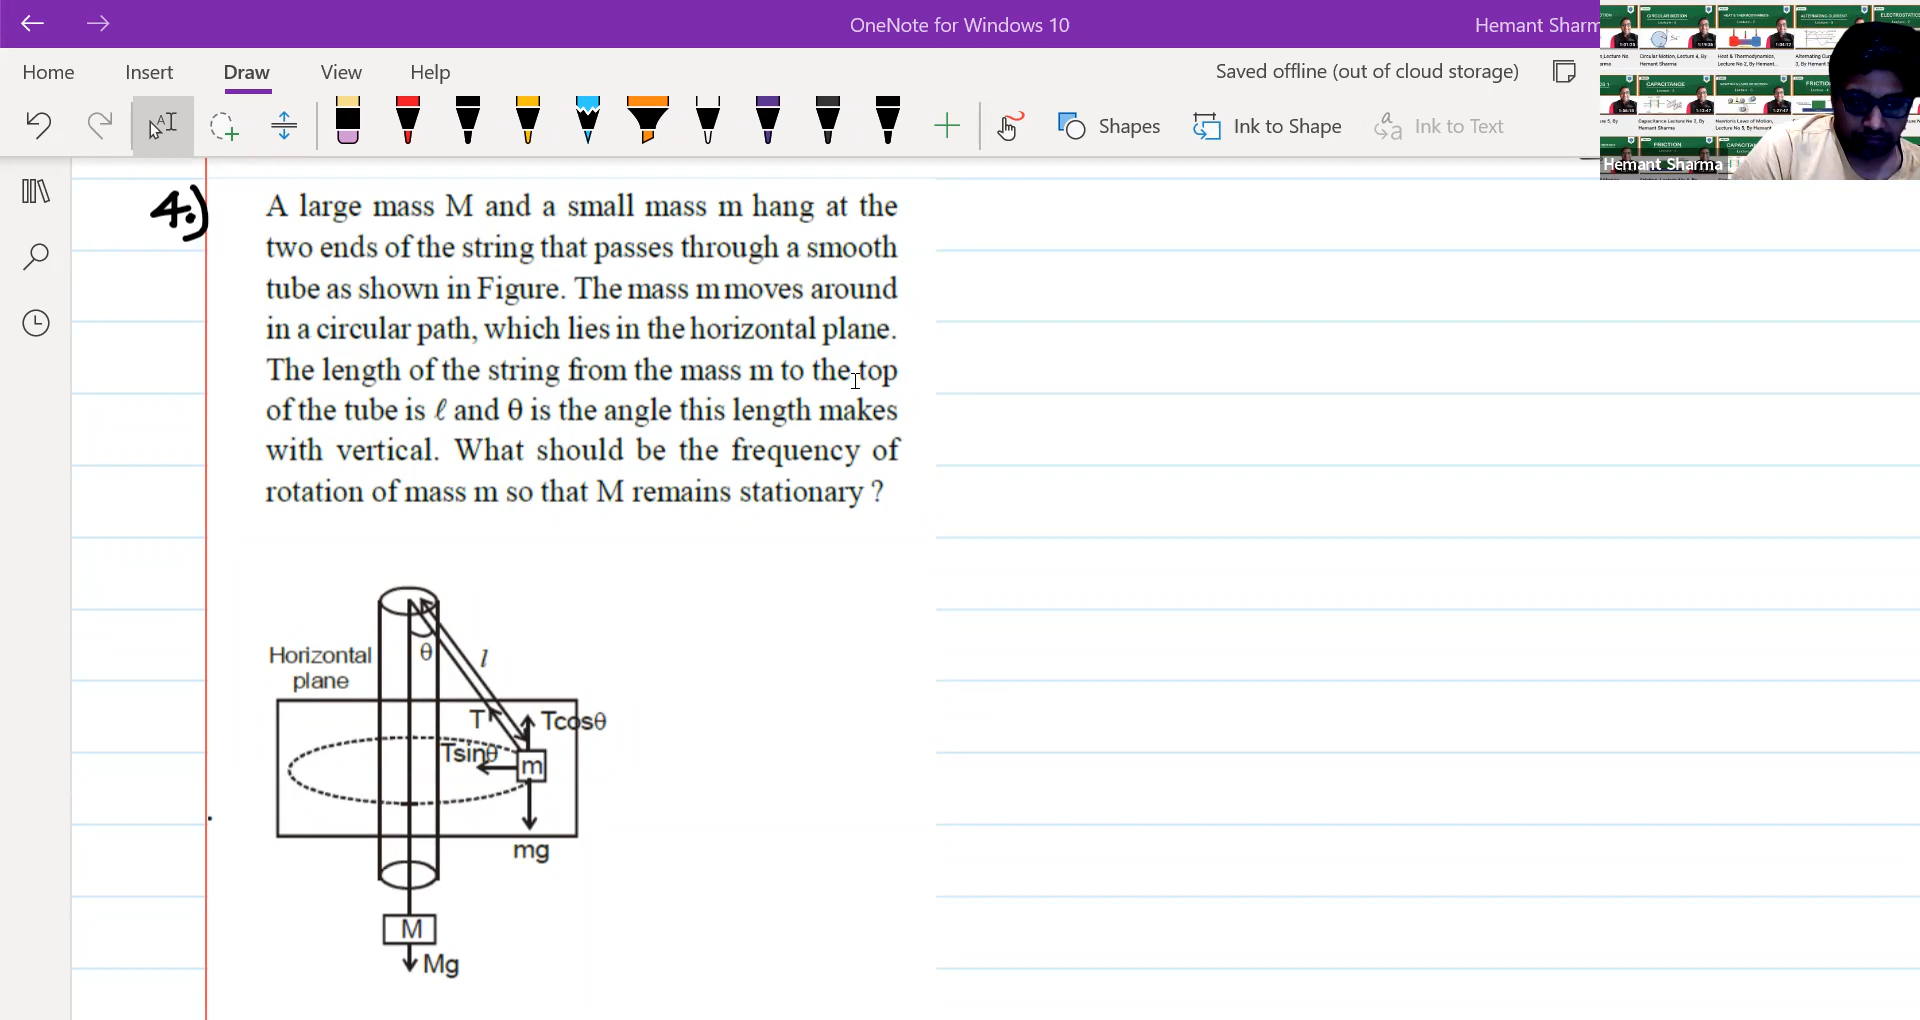 OneNote for Windows 10
Hemant Sharm
Home Insert Draw View Help
Saved offline (out of cloud storage)
Shapes Ink to Shape Ink to Text
Hemant Sharma
4.)
A large mass M and a small mass m hang at the
two ends of the string that passes through a smooth
tube as shown in Figure. The mass m moves around
in a circular path, which lies in the horizontal plane.
The length of the string from the mass m to the top
of the tube is ℓ and θ is the angle this length makes
with vertical. What should be the frequency of
rotation of mass m so that M remains stationary ?
θ
l
Horizontal
plane
T
Tcosθ
Tsinθ
m
mg
M
Mg